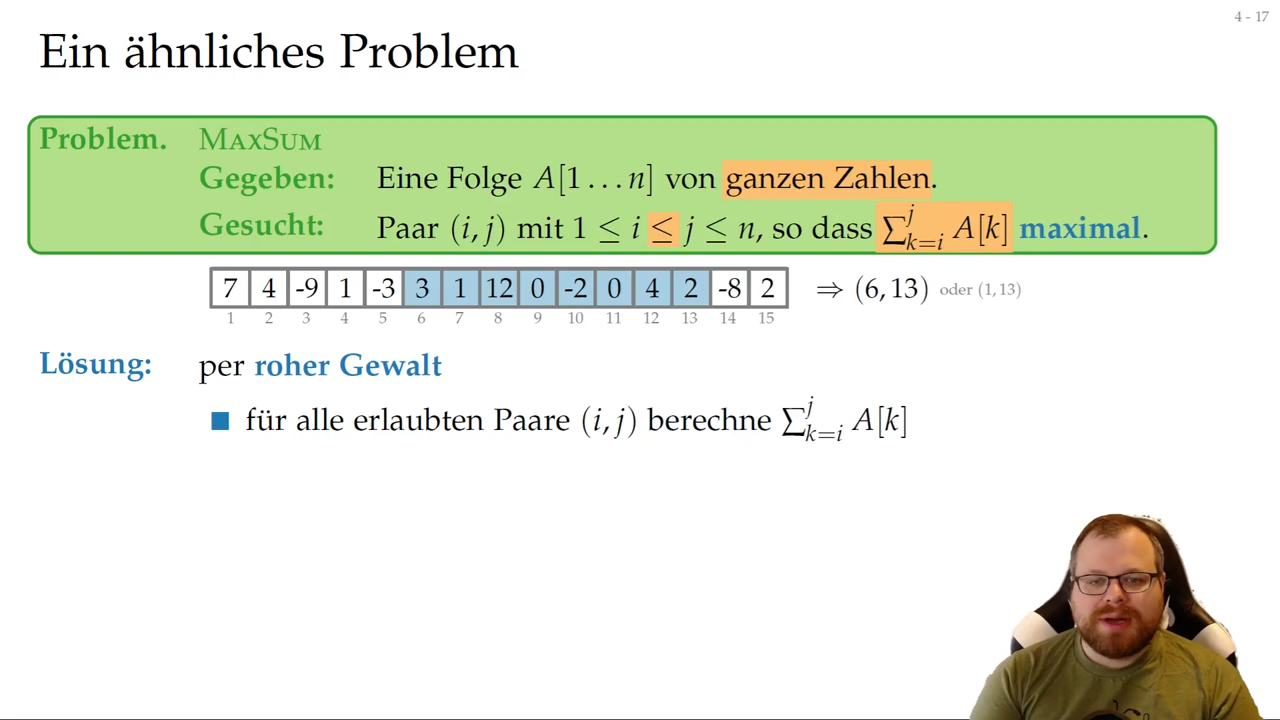 4 - 17
Ein ähnliches Problem
Problem. MaxSum
Gegeben: Eine Folge A[1 . . . n] von ganzen Zahlen.
Gesucht: Paar (i, j) mit 1 ≤ i ≤ j ≤ n, so dass ∑_{k=i}^{j} A[k] maximal.
7 4 -9 1 -3 3 1 12 0 -2 0 4 2 -8 2 ⇒ (6, 13) oder (1, 13)
1 2 3 4 5 6 7 8 9 10 11 12 13 14 15
Lösung: per roher Gewalt
für alle erlaubten Paare (i, j) berechne ∑_{k=i}^{j} A[k]